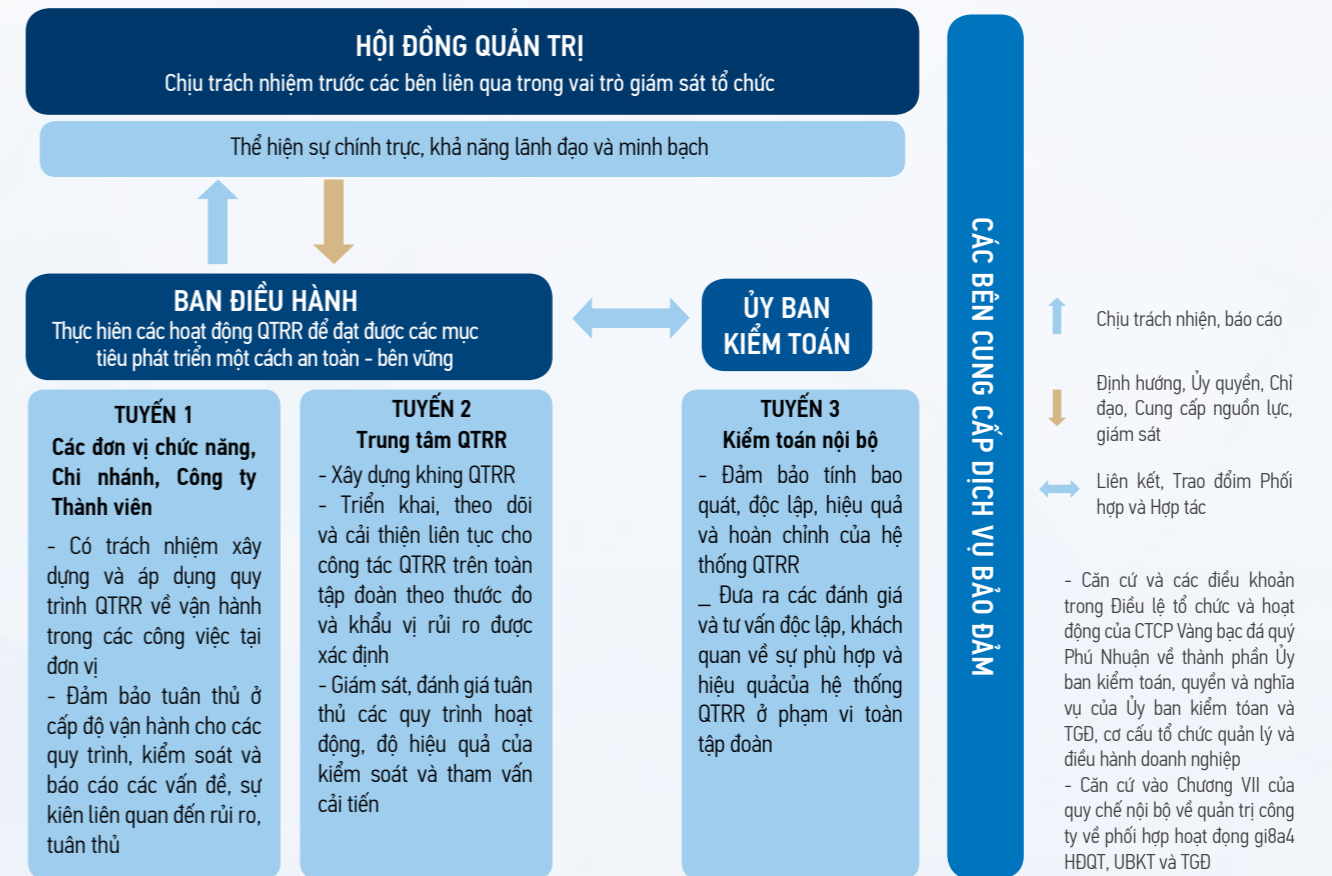 HỘI ĐỒNG QUẢN TRỊ
Chịu trách nhiệm trước các bên liên qua trong vai trò giám sát tổ chức
Thể hiện sự chính trực, khả năng lãnh đạo và minh bạch
BAN ĐIỀU HÀNH
Thực hiên các hoạt động QTRR để đạt được các mục
tiêu phát triển một cách an toàn - bên vững
ỦY BAN
KIỂM TOÁN
TUYẾN 1
Các đơn vị chức năng,
Chi nhánh, Công ty
Thành viên
- Có trách nhiệm xây
dựng và áp dụng quy
trình QTRR về vận hành
trong các công việc tại
đơn vị
- Đảm bảo tuân thủ ở
cấp độ vận hành cho các
quy trình, kiểm soát và
báo cáo các vấn đề, sự
kiên liên quan đến rủi ro,
tuân thủ
TUYẾN 2
Trung tâm QTRR
- Xây dựng khing QTRR
- Triển khai, theo dõi
và cải thiện liên tục cho
công tác QTRR trên toàn
tập đoàn theo thước đo
và khẩu vị rủi ro được
xác định
- Giám sát, đánh giá tuân
thủ các quy trình hoạt
động, độ hiệu quả của
kiểm soát và tham vấn
cải tiến
TUYẾN 3
Kiểm toán nội bộ
- Đảm bảo tính bao
quát, độc lập, hiệu quả
và hoàn chỉnh của hệ
thống QTRR
_ Đưa ra các đánh giá
và tư vấn độc lập, khách
quan về sự phù hợp và
hiệu quảcủa hệ thống
QTRR ở phạm vi toàn
tập đoàn
CÁC BÊN CUNG CẤP DỊCH VỤ BẢO ĐẢM
Chịu trách nhiện, báo cáo
Định hướng, Ủy quyền, Chỉ
đạo, Cung cấp nguồn lực,
giám sát
Liên kết, Trao đổim Phối
hợp và Hợp tác
- Căn cứ và các điều khoản
trong Điều lệ tổ chức và hoạt
động của CTCP Vàng bạc đá quý
Phú Nhuận về thành phần Ủy
ban kiểm toán, quyền và nghĩa
vụ của Ủy ban kiểm tóan và
TGĐ, cơ cấu tổ chức quản lý và
điều hành doanh nghiệp
- Căn cứ vào Chương VII của
quy chế nội bộ về quản trị công
ty về phối hợp hoạt đọng gi8a4
HĐQT, UBKT và TGĐ